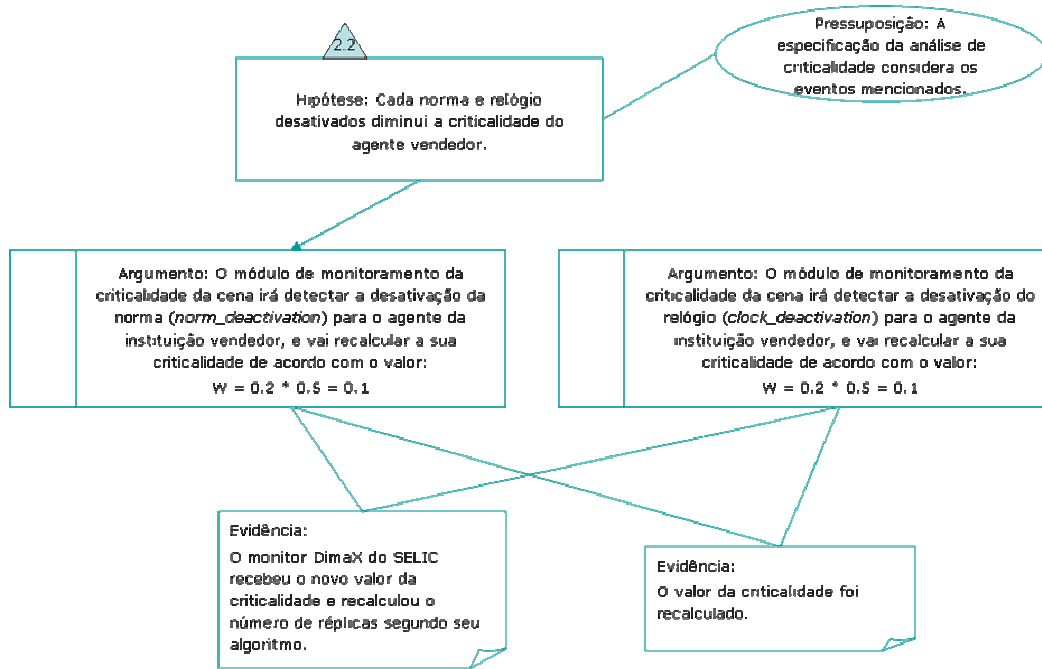 2.2
Pressuposição: A
especificação da análise de
criticalidade considera os
eventos mencionados.
Hipótese: Cada norma e relógio
desativados diminui a criticalidade do
agente vendedor.
Argumento: O módulo de monitoramento da
criticalidade da cena irá detectar a desativação da
norma (norm_deactivation) para o agente da
instituição vendedor, e vai recalcular a sua
criticalidade de acordo com o valor:
W = 0.2 * 0.5 = 0.1
Argumento: O módulo de monitoramento da
criticalidade da cena irá detectar a desativação do
relógio (clock_deactivation) para o agente da
instituição vendedor, e vai recalcular a sua
criticalidade de acordo com o valor:
W = 0.2 * 0.5 = 0.1
Evidência:
O monitor DimaX do SELIC
recebeu o novo valor da
criticalidade e recalculou o
número de réplicas segundo seu
algoritmo.
Evidência:
O valor da criticalidade foi
recalculado.